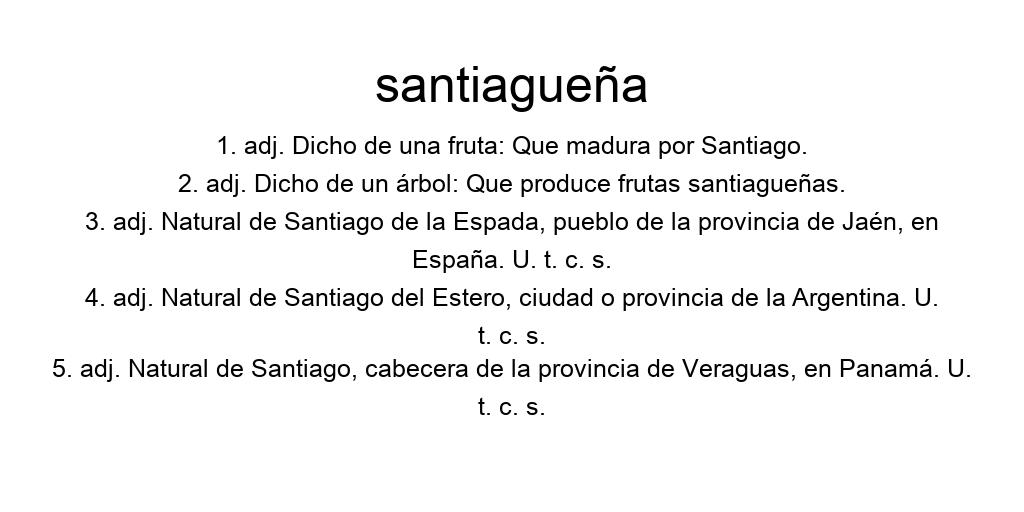 santiagueña
1. adj. Dicho de una fruta: Que madura por Santiago.
2. adj. Dicho de un árbol: Que produce frutas santiagueñas.
3. adj. Natural de Santiago de la Espada, pueblo de la provincia de Jaén, en
España. U. t. c. s.
4. adj. Natural de Santiago del Estero, ciudad o provincia de la Argentina. U.
t. c. s.
5. adj. Natural de Santiago, cabecera de la provincia de Veraguas, en Panamá. U.
t. c. s.